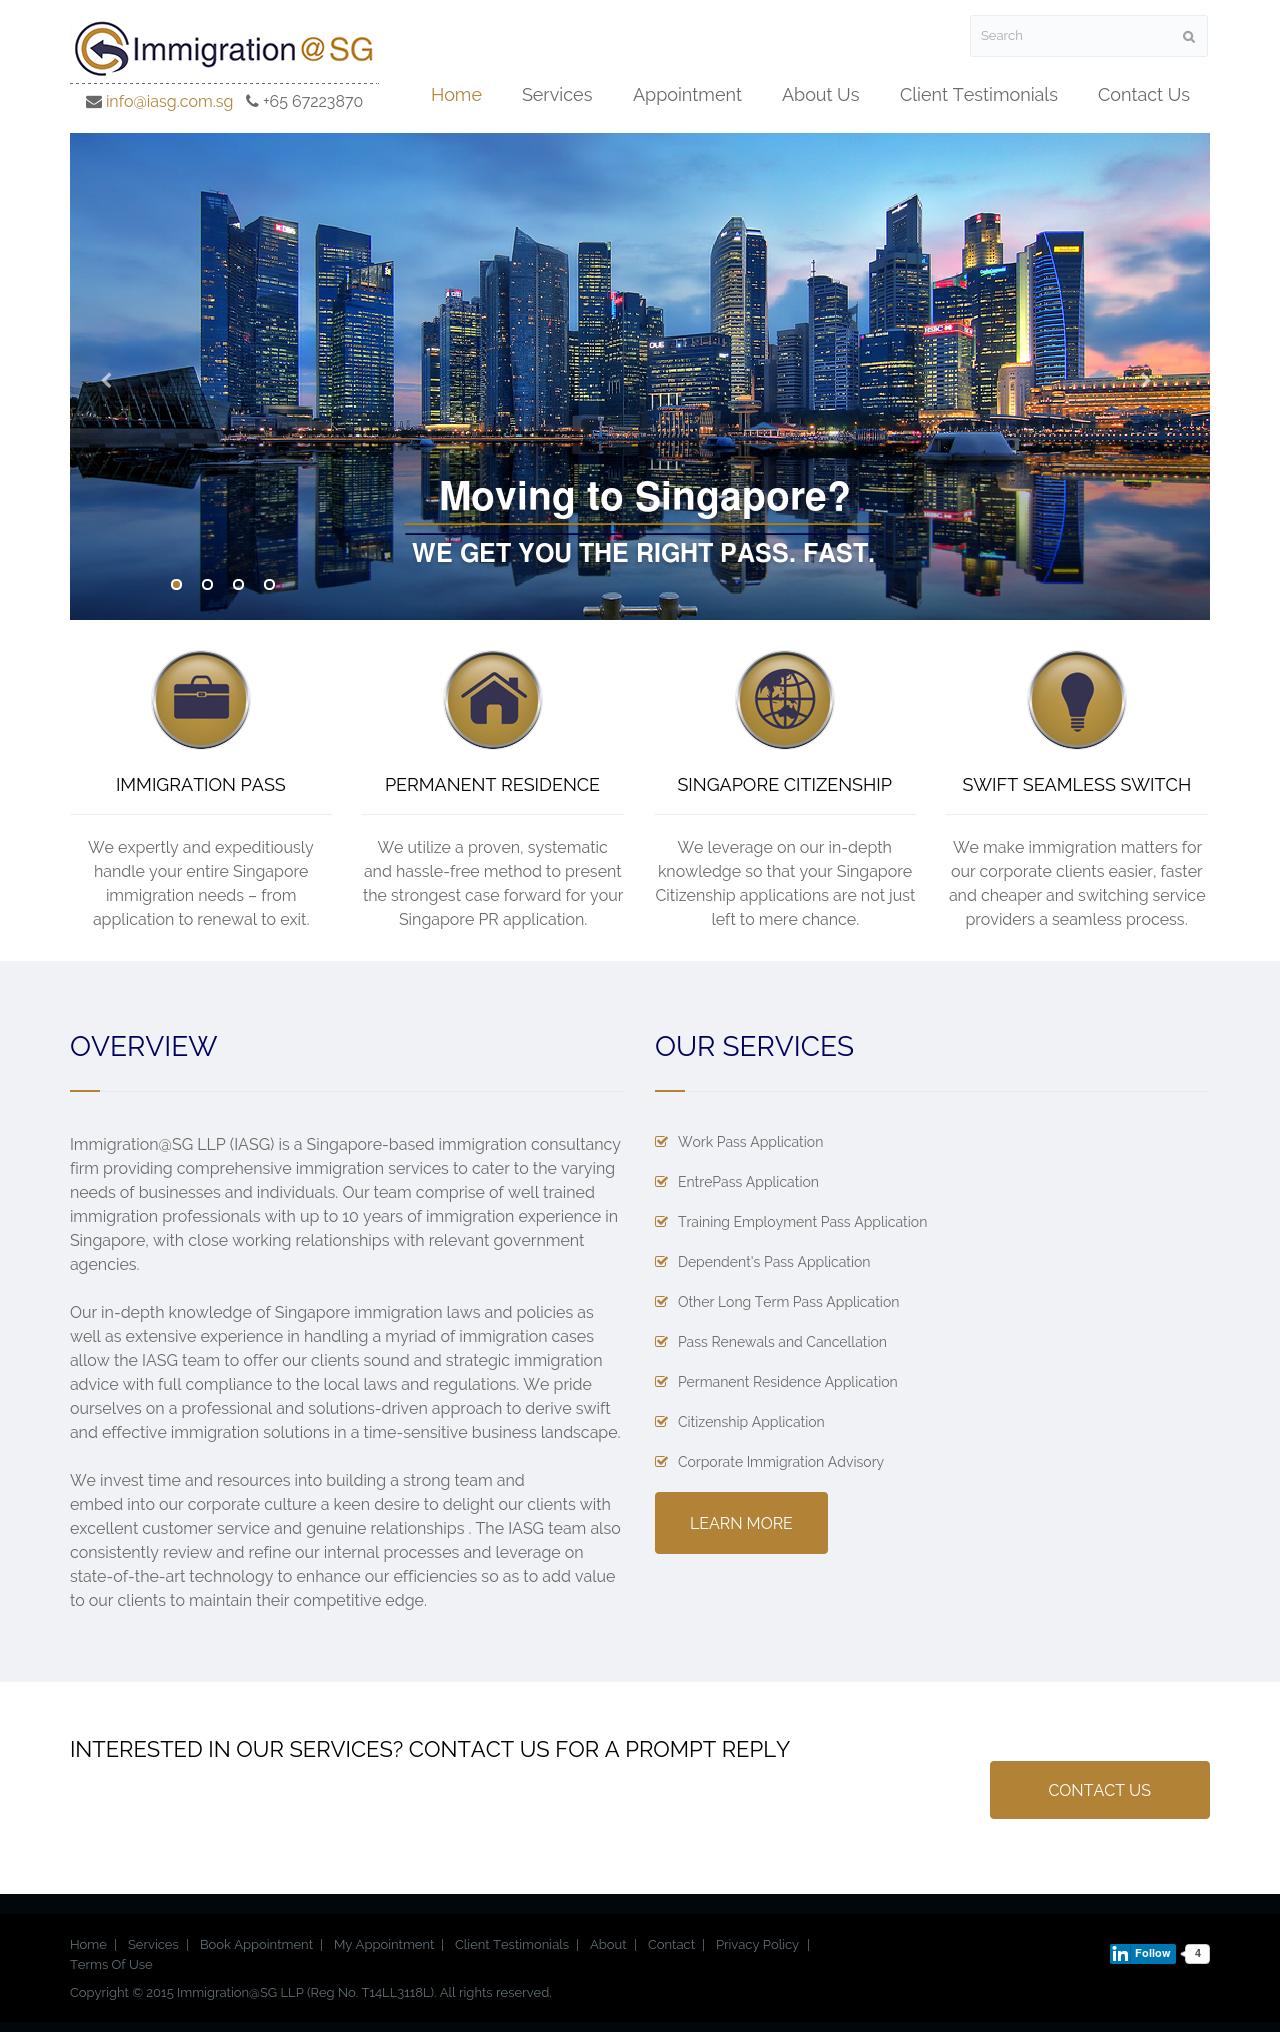 Immigration@SG
Search
info@iasg.com.sg +65 67223870
Home Services Appointment About Us Client Testimonials Contact Us
OUE
HSBC
Moving to Singapore?
WE GET YOU THE RIGHT PASS. FAST.
IMMIGRATION PASS
We expertly and expeditiously
handle your entire Singapore
immigration needs – from
application to renewal to exit.
PERMANENT RESIDENCE
We utilize a proven, systematic
and hassle-free method to present
the strongest case forward for your
Singapore PR application.
SINGAPORE CITIZENSHIP
We leverage on our in-depth
knowledge so that your Singapore
Citizenship applications are not just
left to mere chance.
SWIFT SEAMLESS SWITCH
We make immigration matters for
our corporate clients easier, faster
and cheaper and switching service
providers a seamless process.
OVERVIEW
Immigration@SG LLP (IASG) is a Singapore-based immigration consultancy
firm providing comprehensive immigration services to cater to the varying
needs of businesses and individuals. Our team comprise of well trained
immigration professionals with up to 10 years of immigration experience in
Singapore, with close working relationships with relevant government
agencies.
Our in-depth knowledge of Singapore immigration laws and policies as
well as extensive experience in handling a myriad of immigration cases
allow the IASG team to offer our clients sound and strategic immigration
advice with full compliance to the local laws and regulations. We pride
ourselves on a professional and solutions-driven approach to derive swift
and effective immigration solutions in a time-sensitive business landscape.
We invest time and resources into building a strong team and
embed into our corporate culture a keen desire to delight our clients with
excellent customer service and genuine relationships . The IASG team also
consistently review and refine our internal processes and leverage on
state-of-the-art technology to enhance our efficiencies so as to add value
to our clients to maintain their competitive edge.
OUR SERVICES
Work Pass Application
EntrePass Application
Training Employment Pass Application
Dependent's Pass Application
Other Long Term Pass Application
Pass Renewals and Cancellation
Permanent Residence Application
Citizenship Application
Corporate Immigration Advisory
LEARN MORE
INTERESTED IN OUR SERVICES? CONTACT US FOR A PROMPT REPLY
CONTACT US
Home | Services | Book Appointment | My Appointment | Client Testimonials | About | Contact | Privacy Policy |
Terms Of Use
Copyright © 2015 Immigration@SG LLP (Reg No. T14LL3118L). All rights reserved.
in Follow 4